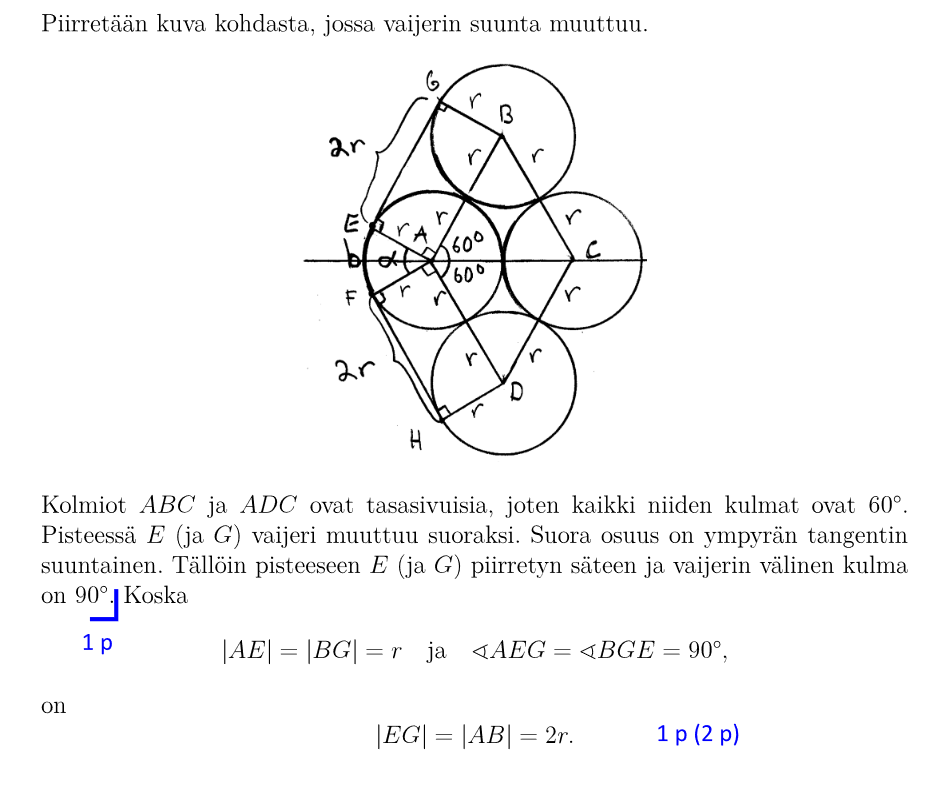 Piirretään kuva kohdasta, jossa vaijerin suunta muuttuu.
G
r
B
2r
r
r
E
r
A
r
60°
r
C
b
α
60°
F
r
r
r
2r
r
r
D
r
H
Kolmiot ABC ja ADC ovat tasasivuisia, joten kaikki niiden kulmat ovat 60°.
Pisteessä E (ja G) vaijeri muuttuu suoraksi. Suora osuus on ympyrän tangentin
suuntainen. Tällöin pisteeseen E (ja G) piirretyn säteen ja vaijerin välinen kulma
on 90°. Koska
1 p
|AE| = |BG| = r ja ∢AEG = ∢BGE = 90°,
on
|EG| = |AB| = 2r. 1 p (2 p)